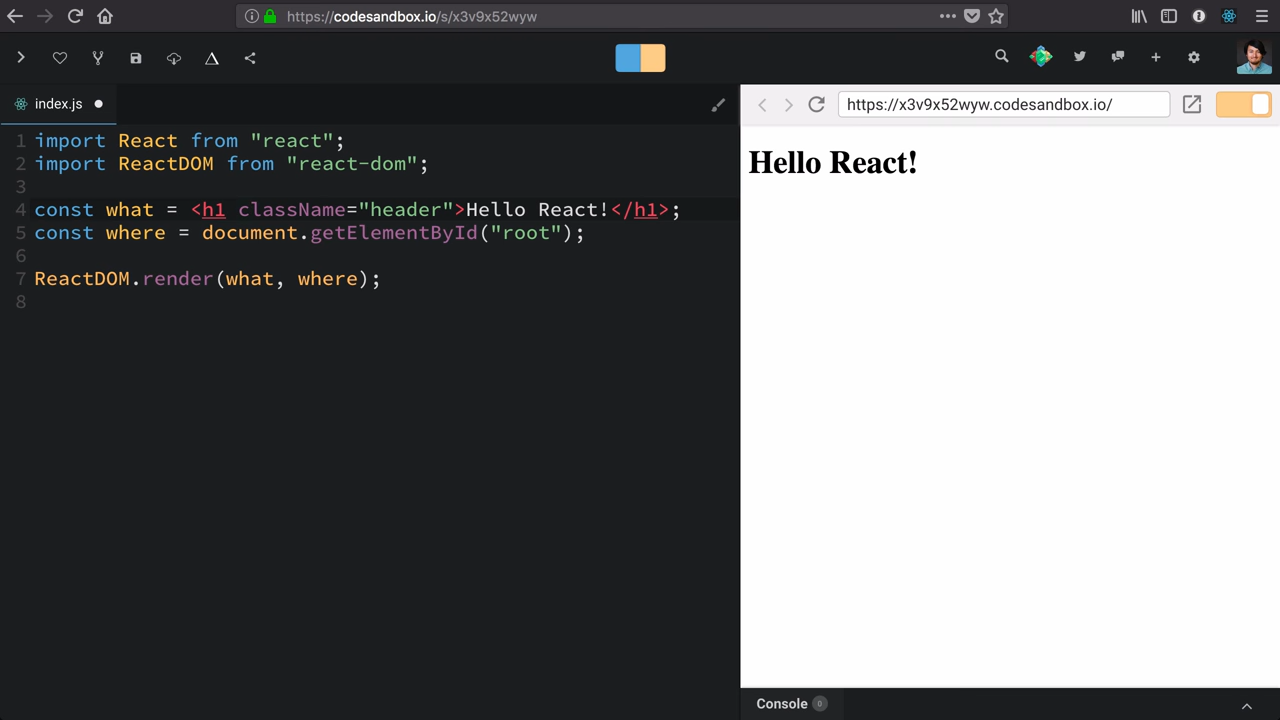 https://codesandbox.io/s/x3v9x52wyw
index.js
https://x3v9x52wyw.codesandbox.io/
1 import React from "react";
2 import ReactDOM from "react-dom";
3
4 const what = <h1 className="header">Hello React!</h1>;
5 const where = document.getElementById("root");
6
7 ReactDOM.render(what, where);
8
Hello React!
Console 0